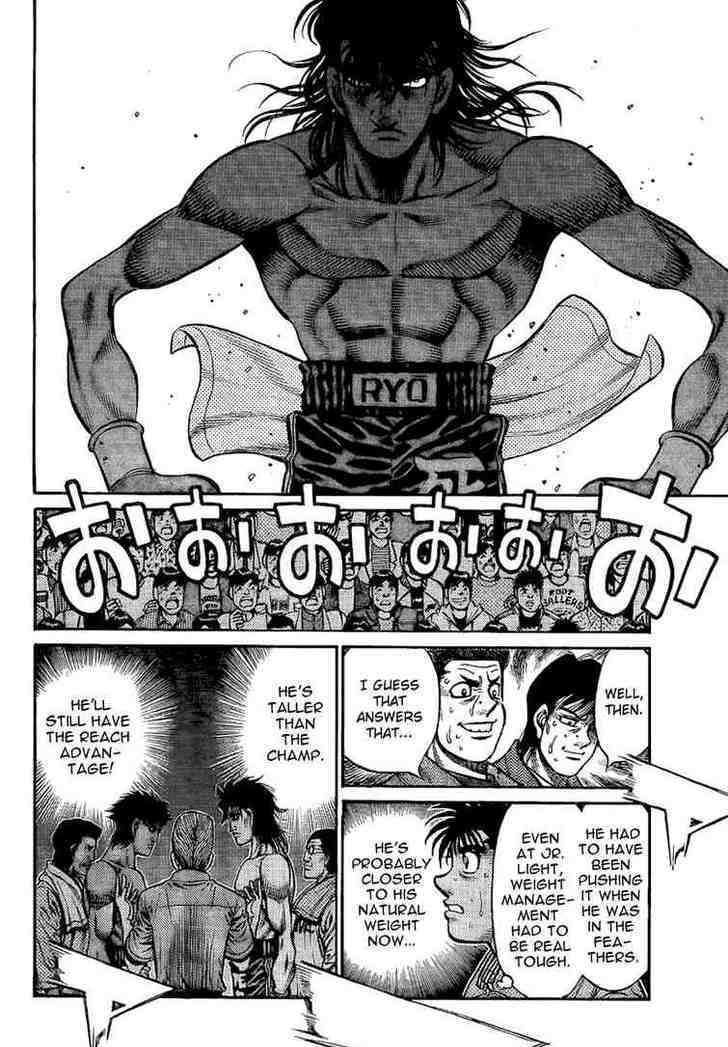 RYO
死
おおおおおお
ROOT
BALLERS
WELL,
THEN.
I GUESS
THAT
ANSWERS
THAT...
HE'S
TALLER
THAN
THE
CHAMP.
HE'LL
STILL HAVE
THE REACH
ADVAN-
TAGE!
HE HAD
TO HAVE
BEEN
PUSHING
IT WHEN
HE WAS
IN THE
FEA-
THERS.
EVEN
AT JR.
LIGHT,
WEIGHT
MANAGE-
MENT
HAD TO
BE REAL
TOUGH.
HE'S
PROBABLY
CLOSER
TO HIS
NATURAL
WEIGHT
NOW...